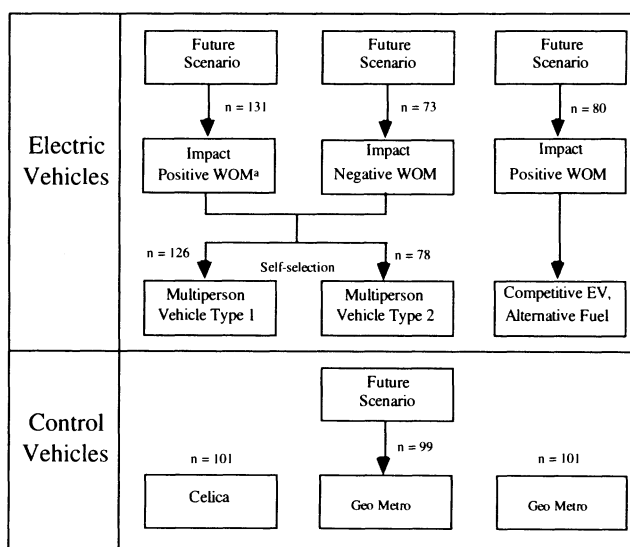 Future
Scenario
Future
Scenario
Future
Scenario
n = 131
n = 73
n = 80
Electric
Vehicles
Impact
Positive WOMa
Impact
Negative WOM
Impact
Positive WOM
n = 126
Self-selection
n = 78
Multiperson
Vehicle Type 1
Multiperson
Vehicle Type 2
Competitive EV,
Alternative Fuel
Control
Vehicles
Future
Scenario
n = 101
n = 99
n = 101
Celica
Geo Metro
Geo Metro